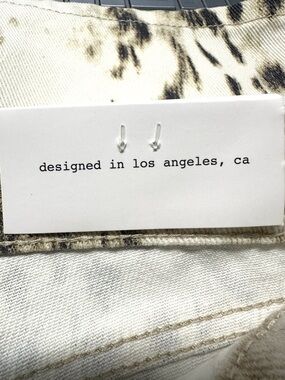 designed in los angeles, ca